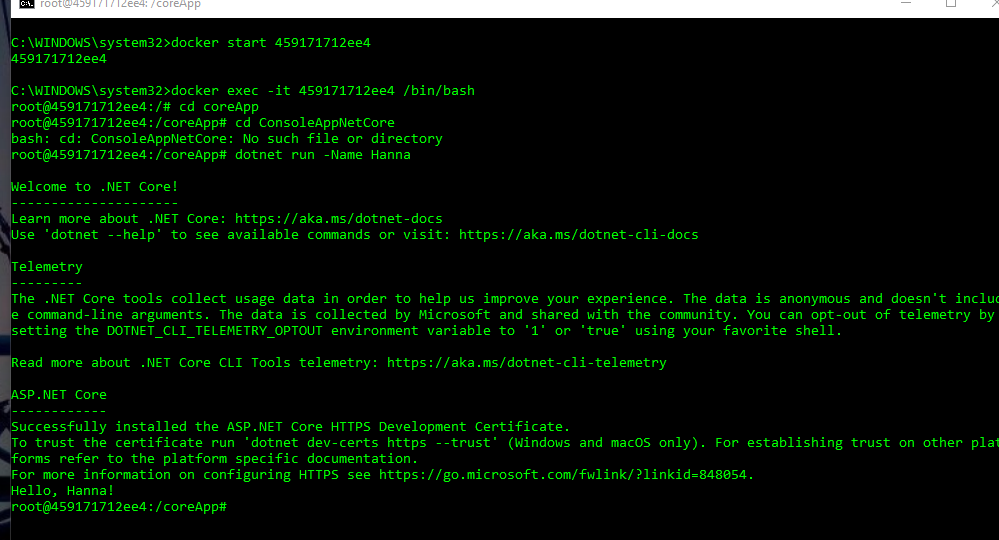 root@459171712ee4: /coreApp
C:\WINDOWS\system32>docker start 459171712ee4
459171712ee4
C:\WINDOWS\system32>docker exec -it 459171712ee4 /bin/bash
root@459171712ee4:/# cd coreApp
root@459171712ee4:/coreApp# cd ConsoleAppNetCore
bash: cd: ConsoleAppNetCore: No such file or directory
root@459171712ee4:/coreApp# dotnet run -Name Hanna
Welcome to .NET Core!
---------------------
Learn more about .NET Core: https://aka.ms/dotnet-docs
Use 'dotnet --help' to see available commands or visit: https://aka.ms/dotnet-cli-docs
Telemetry
---------
The .NET Core tools collect usage data in order to help us improve your experience. The data is anonymous and doesn't includ
e command-line arguments. The data is collected by Microsoft and shared with the community. You can opt-out of telemetry by
setting the DOTNET_CLI_TELEMETRY_OPTOUT environment variable to '1' or 'true' using your favorite shell.
Read more about .NET Core CLI Tools telemetry: https://aka.ms/dotnet-cli-telemetry
ASP.NET Core
------------
Successfully installed the ASP.NET Core HTTPS Development Certificate.
To trust the certificate run 'dotnet dev-certs https --trust' (Windows and macOS only). For establishing trust on other plat
forms refer to the platform specific documentation.
For more information on configuring HTTPS see https://go.microsoft.com/fwlink/?linkid=848054.
Hello, Hanna!
root@459171712ee4:/coreApp#